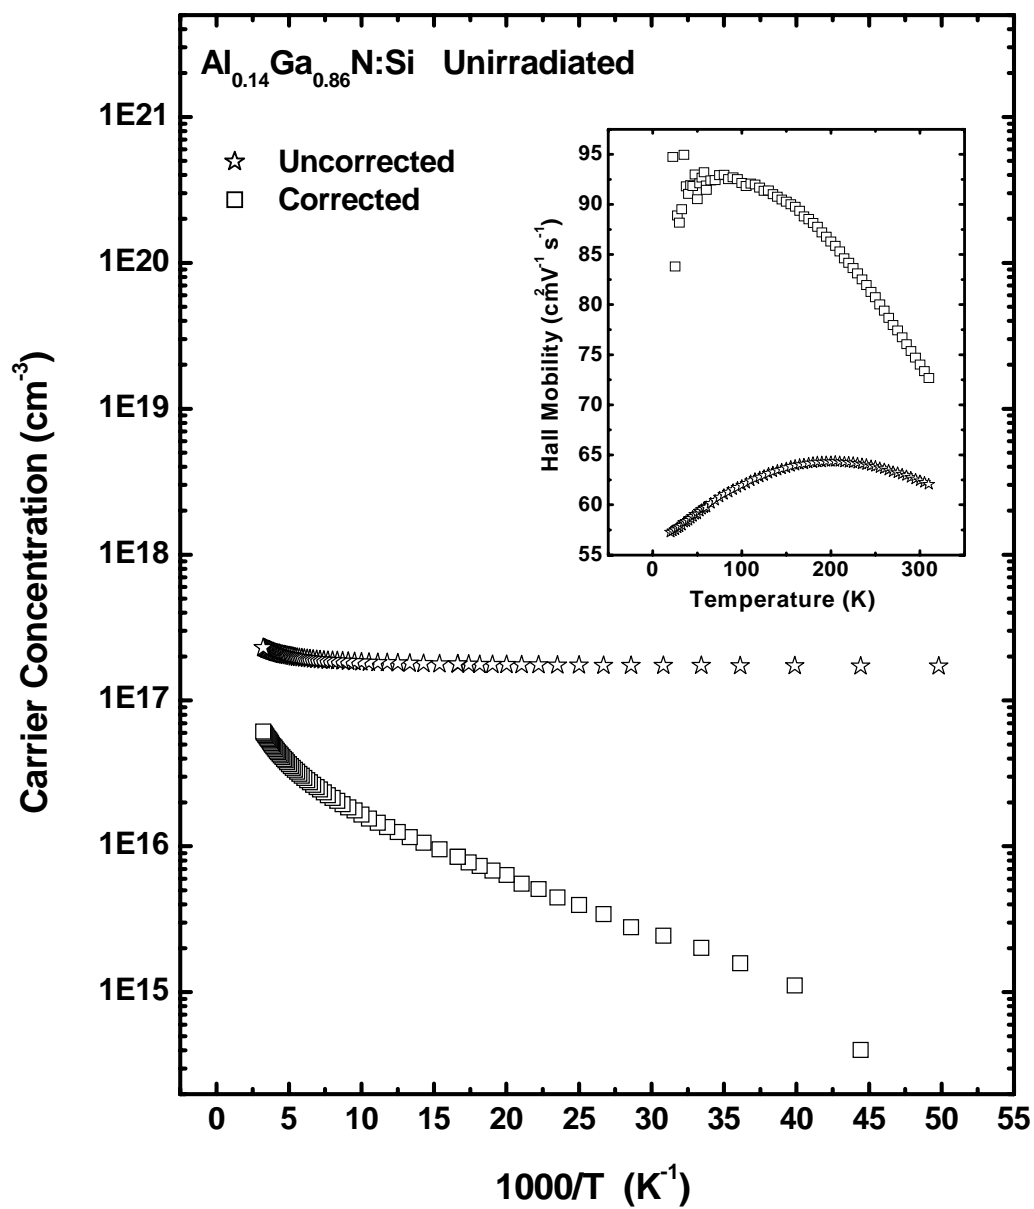 Al0.14Ga0.86N:Si Unirradiated
Uncorrected
Corrected
Carrier Concentration (cm-3)
1E21
1E20
1E19
1E18
1E17
1E16
1E15
0 5 10 15 20 25 30 35 40 45 50 55
1000/T (K-1)
Hall Mobility (cm2V-1 s-1)
95
90
85
80
75
70
65
60
55
0 100 200 300
Temperature (K)